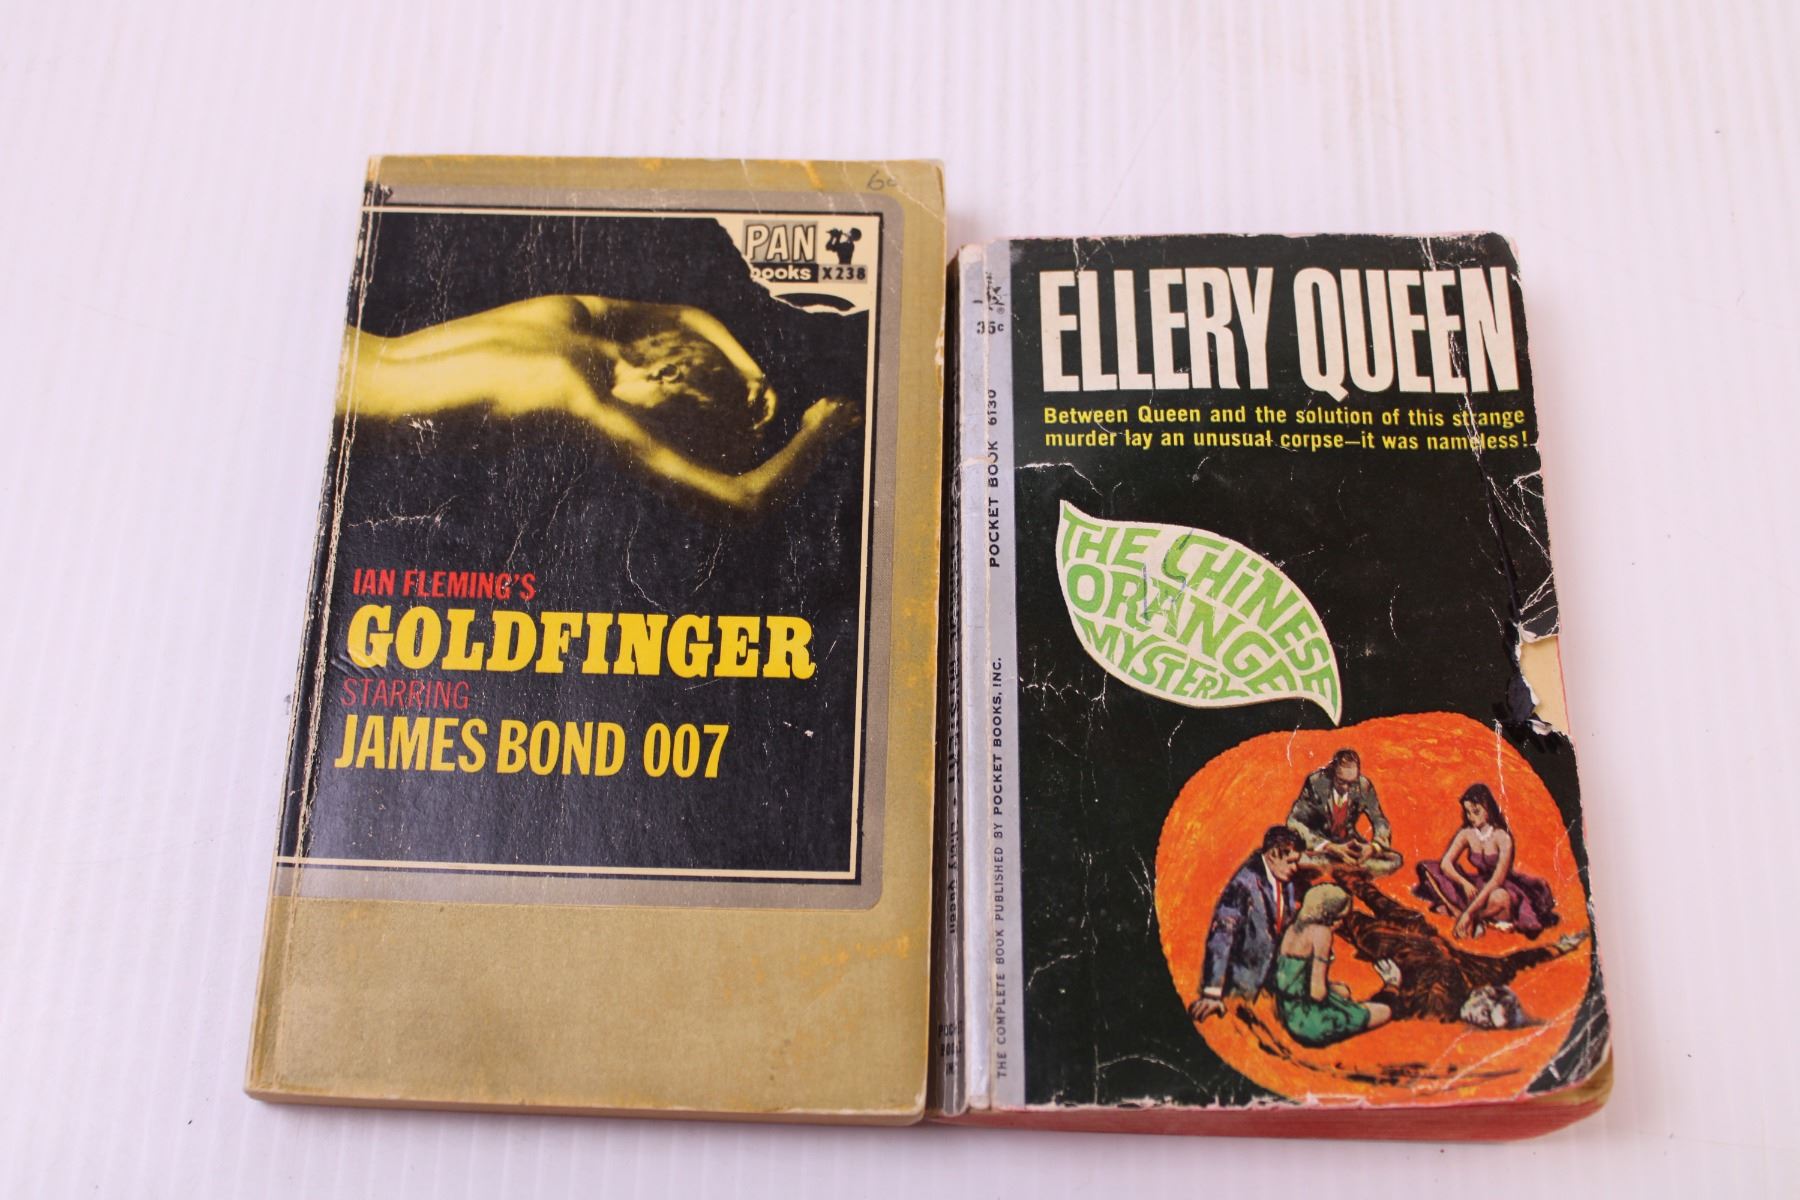 6c
PAN
books X238
IAN FLEMING'S
GOLDFINGER
STARRING
JAMES BOND 007
35c
POCKET BOOK 6130
THE COMPLETE BOOK PUBLISHED BY POCKET BOOKS, INC.
ELLERY QUEEN
Between Queen and the solution of this strange
murder lay an unusual corpse—it was nameless!
THE CHINESE
ORANGE
MYSTERY